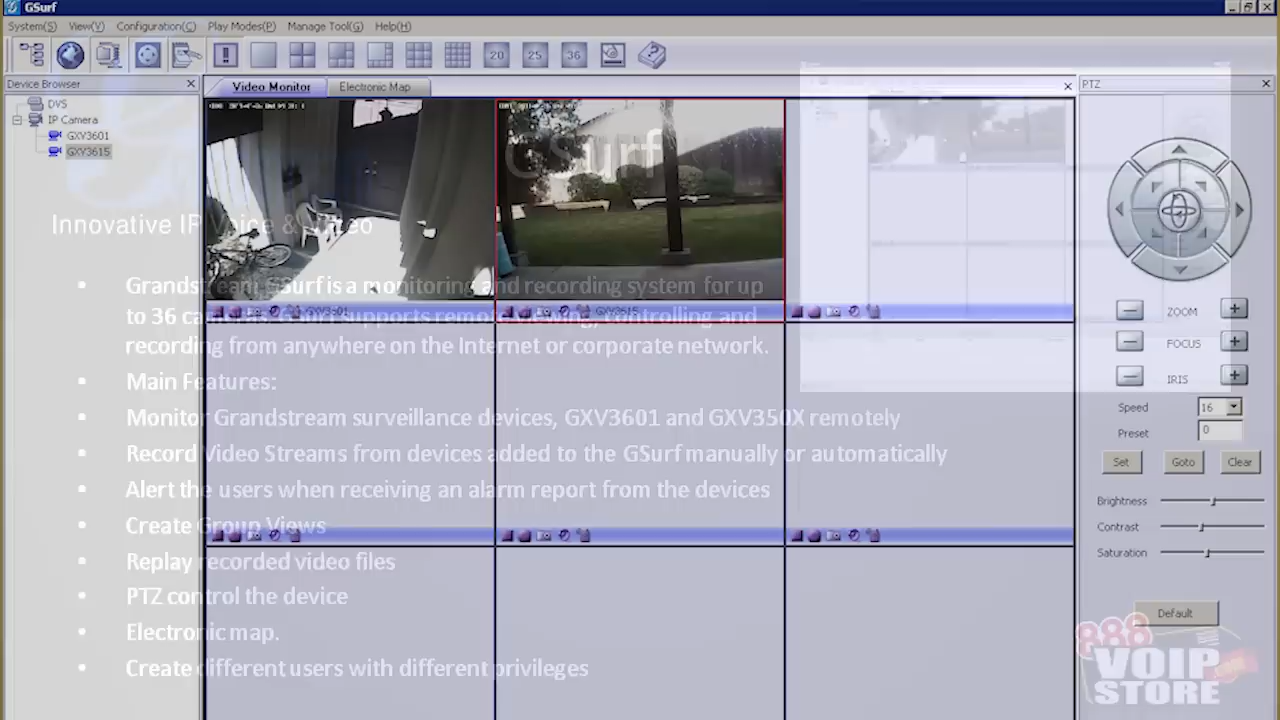 GSurf
System(S) View(V) Configuration(C) Play Modes(P) Manage Tool(G) Help(H)
20 25 36
Device Browser
Video Monitor
Electronic Map
PTZ
DVS
IP Camera
GXV3601
GXV3615
GSurf
Innovative IP Voice & Video
• Grandstream GSurf is a monitoring and recording system for up
to 36 cameras. GSurf supports remote viewing, controlling and
recording from anywhere on the Internet or corporate network.
• Main Features:
• Monitor Grandstream surveillance devices, GXV3601 and GXV350X remotely
• Record Video Streams from devices added to the GSurf manually or automatically
• Alert the users when receiving an alarm report from the devices
• Create Group Views
• Replay recorded video files
• PTZ control the device
• Electronic map.
• Create different users with different privileges
GXV3601
GXV3615
ZOOM
FOCUS
IRIS
Speed 16
Preset 0
Set Goto Clear
Brightness
Contrast
Saturation
Default
888
VOIP
STORE